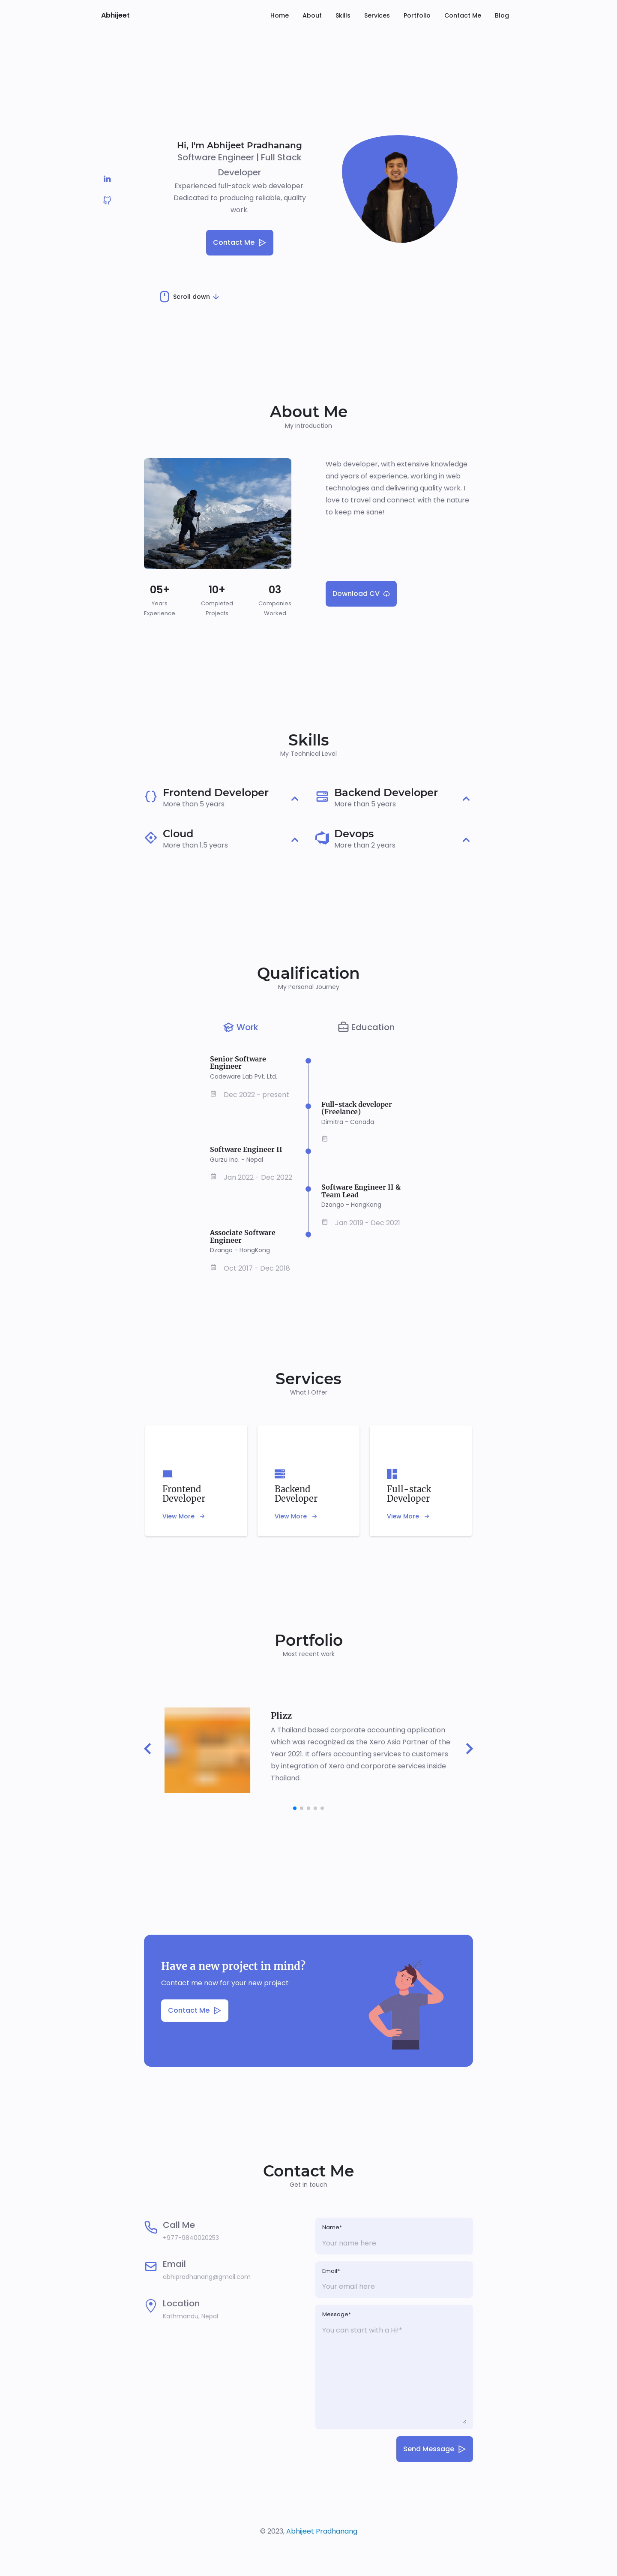 Abhijeet
Home About Skills Services Portfolio Contact Me Blog
Hi, I'm Abhijeet Pradhanang
Software Engineer | Full Stack
Developer
Experienced full-stack web developer.
Dedicated to producing reliable, quality
work.
Contact Me
Scroll down
About Me
My Introduction
Web developer, with extensive knowledge
and years of experience, working in web
technologies and delivering quality work. I
love to travel and connect with the nature
to keep me sane!
05+
Years
Experience
10+
Completed
Projects
03
Companies
Worked
Download CV
Skills
My Technical Level
Frontend Developer
More than 5 years
Backend Developer
More than 5 years
Cloud
More than 1.5 years
Devops
More than 2 years
Qualification
My Personal Journey
Work
Education
Senior Software
Engineer
Codeware Lab Pvt. Ltd.
Dec 2022 - present
Full-stack developer
(Freelance)
Dimitra - Canada
Software Engineer II
Gurzu Inc. - Nepal
Jan 2022 - Dec 2022
Software Engineer II &
Team Lead
Dzango - HongKong
Jan 2019 - Dec 2021
Associate Software
Engineer
Dzango - HongKong
Oct 2017 - Dec 2018
Services
What I Offer
Frontend
Developer
View More
Backend
Developer
View More
Full-stack
Developer
View More
Portfolio
Most recent work
Plizz
A Thailand based corporate accounting application
which was recognized as the Xero Asia Partner of the
Year 2021. It offers accounting services to customers
by integration of Xero and corporate services inside
Thailand.
Have a new project in mind?
Contact me now for your new project
Contact Me
Contact Me
Get in touch
Call Me
+977-9840020253
Email
abhipradhanang@gmail.com
Location
Kathmandu, Nepal
Name*
Your name here
Email*
Your email here
Message*
You can start with a Hi!*
Send Message
© 2023, Abhijeet Pradhanang